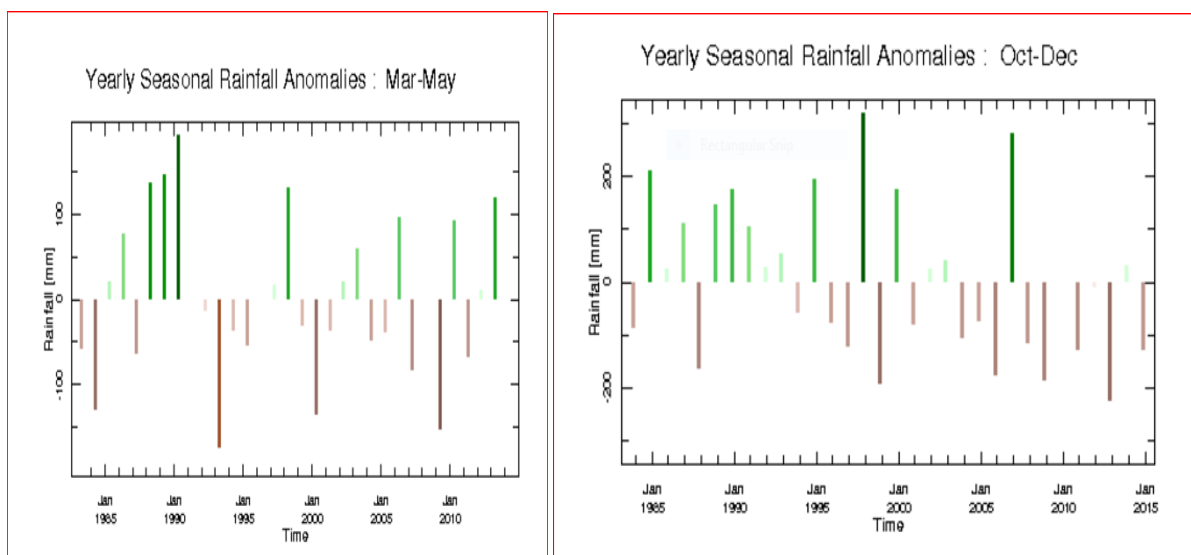 Yearly Seasonal Rainfall Anomalies : Mar-May
Rainfall [mm]
100
0
-100
Jan Jan Jan Jan Jan Jan
1985 1990 1995 2000 2005 2010
Time
Yearly Seasonal Rainfall Anomalies : Oct-Dec
Rectangular Snip
Rainfall [mm]
200
0
-200
Jan Jan Jan Jan Jan Jan Jan
1985 1990 1995 2000 2005 2010 2015
Time